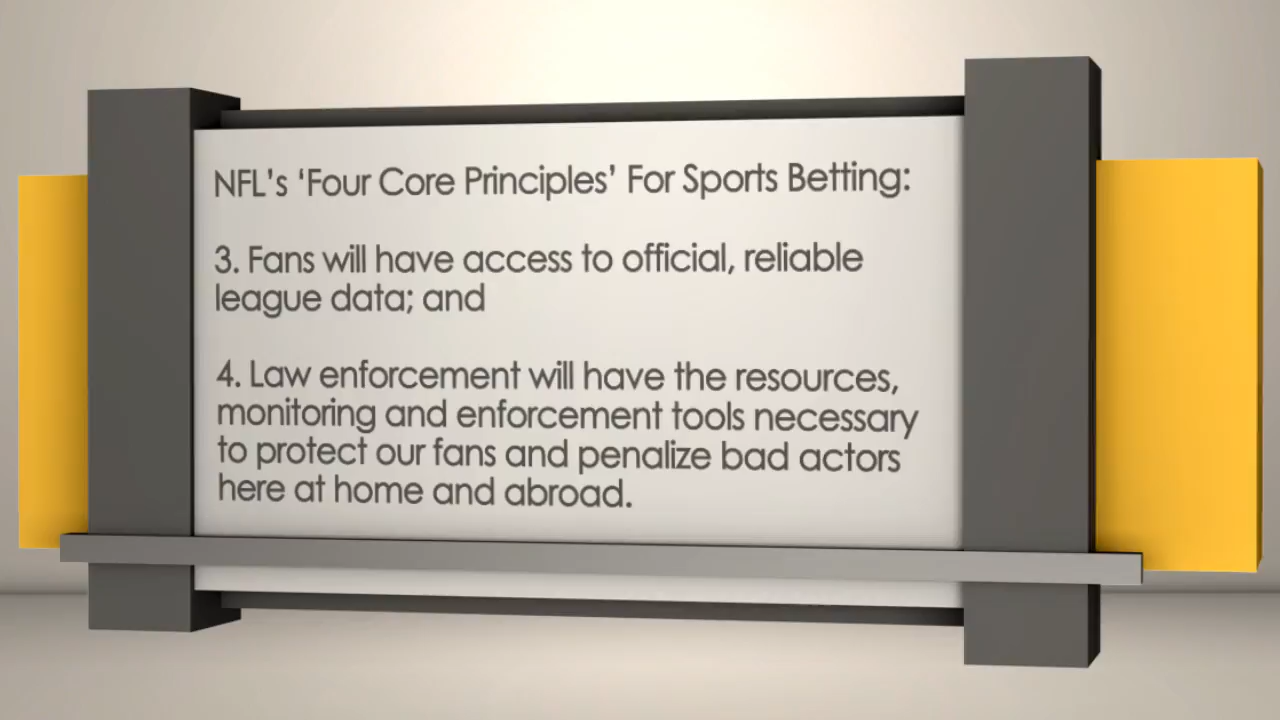 NFL’s ‘Four Core Principles’ For Sports Betting:
3. Fans will have access to official, reliable
league data; and
4. Law enforcement will have the resources,
monitoring and enforcement tools necessary
to protect our fans and penalize bad actors
here at home and abroad.